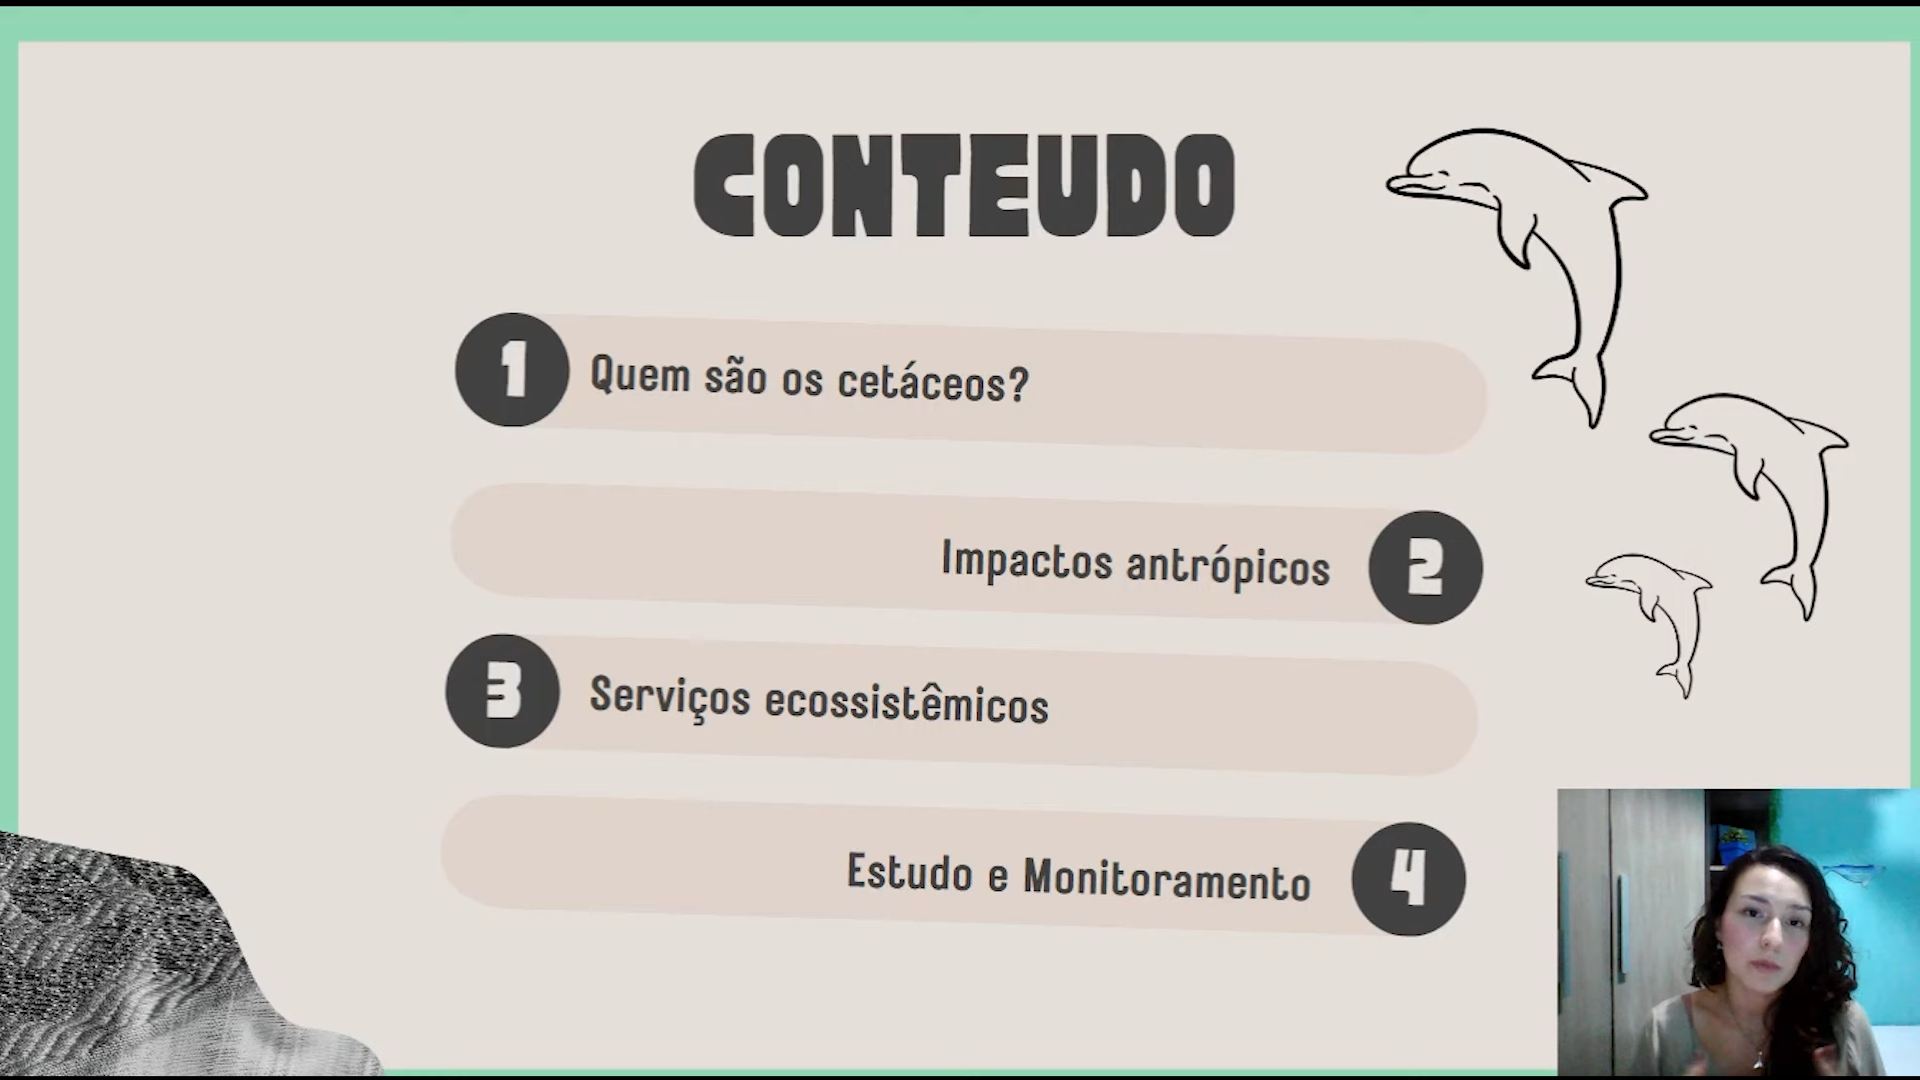 CONTEUDO
1 Quem são os cetáceos?
Impactos antrópicos 2
3 Serviços ecossistêmicos
Estudo e Monitoramento 4